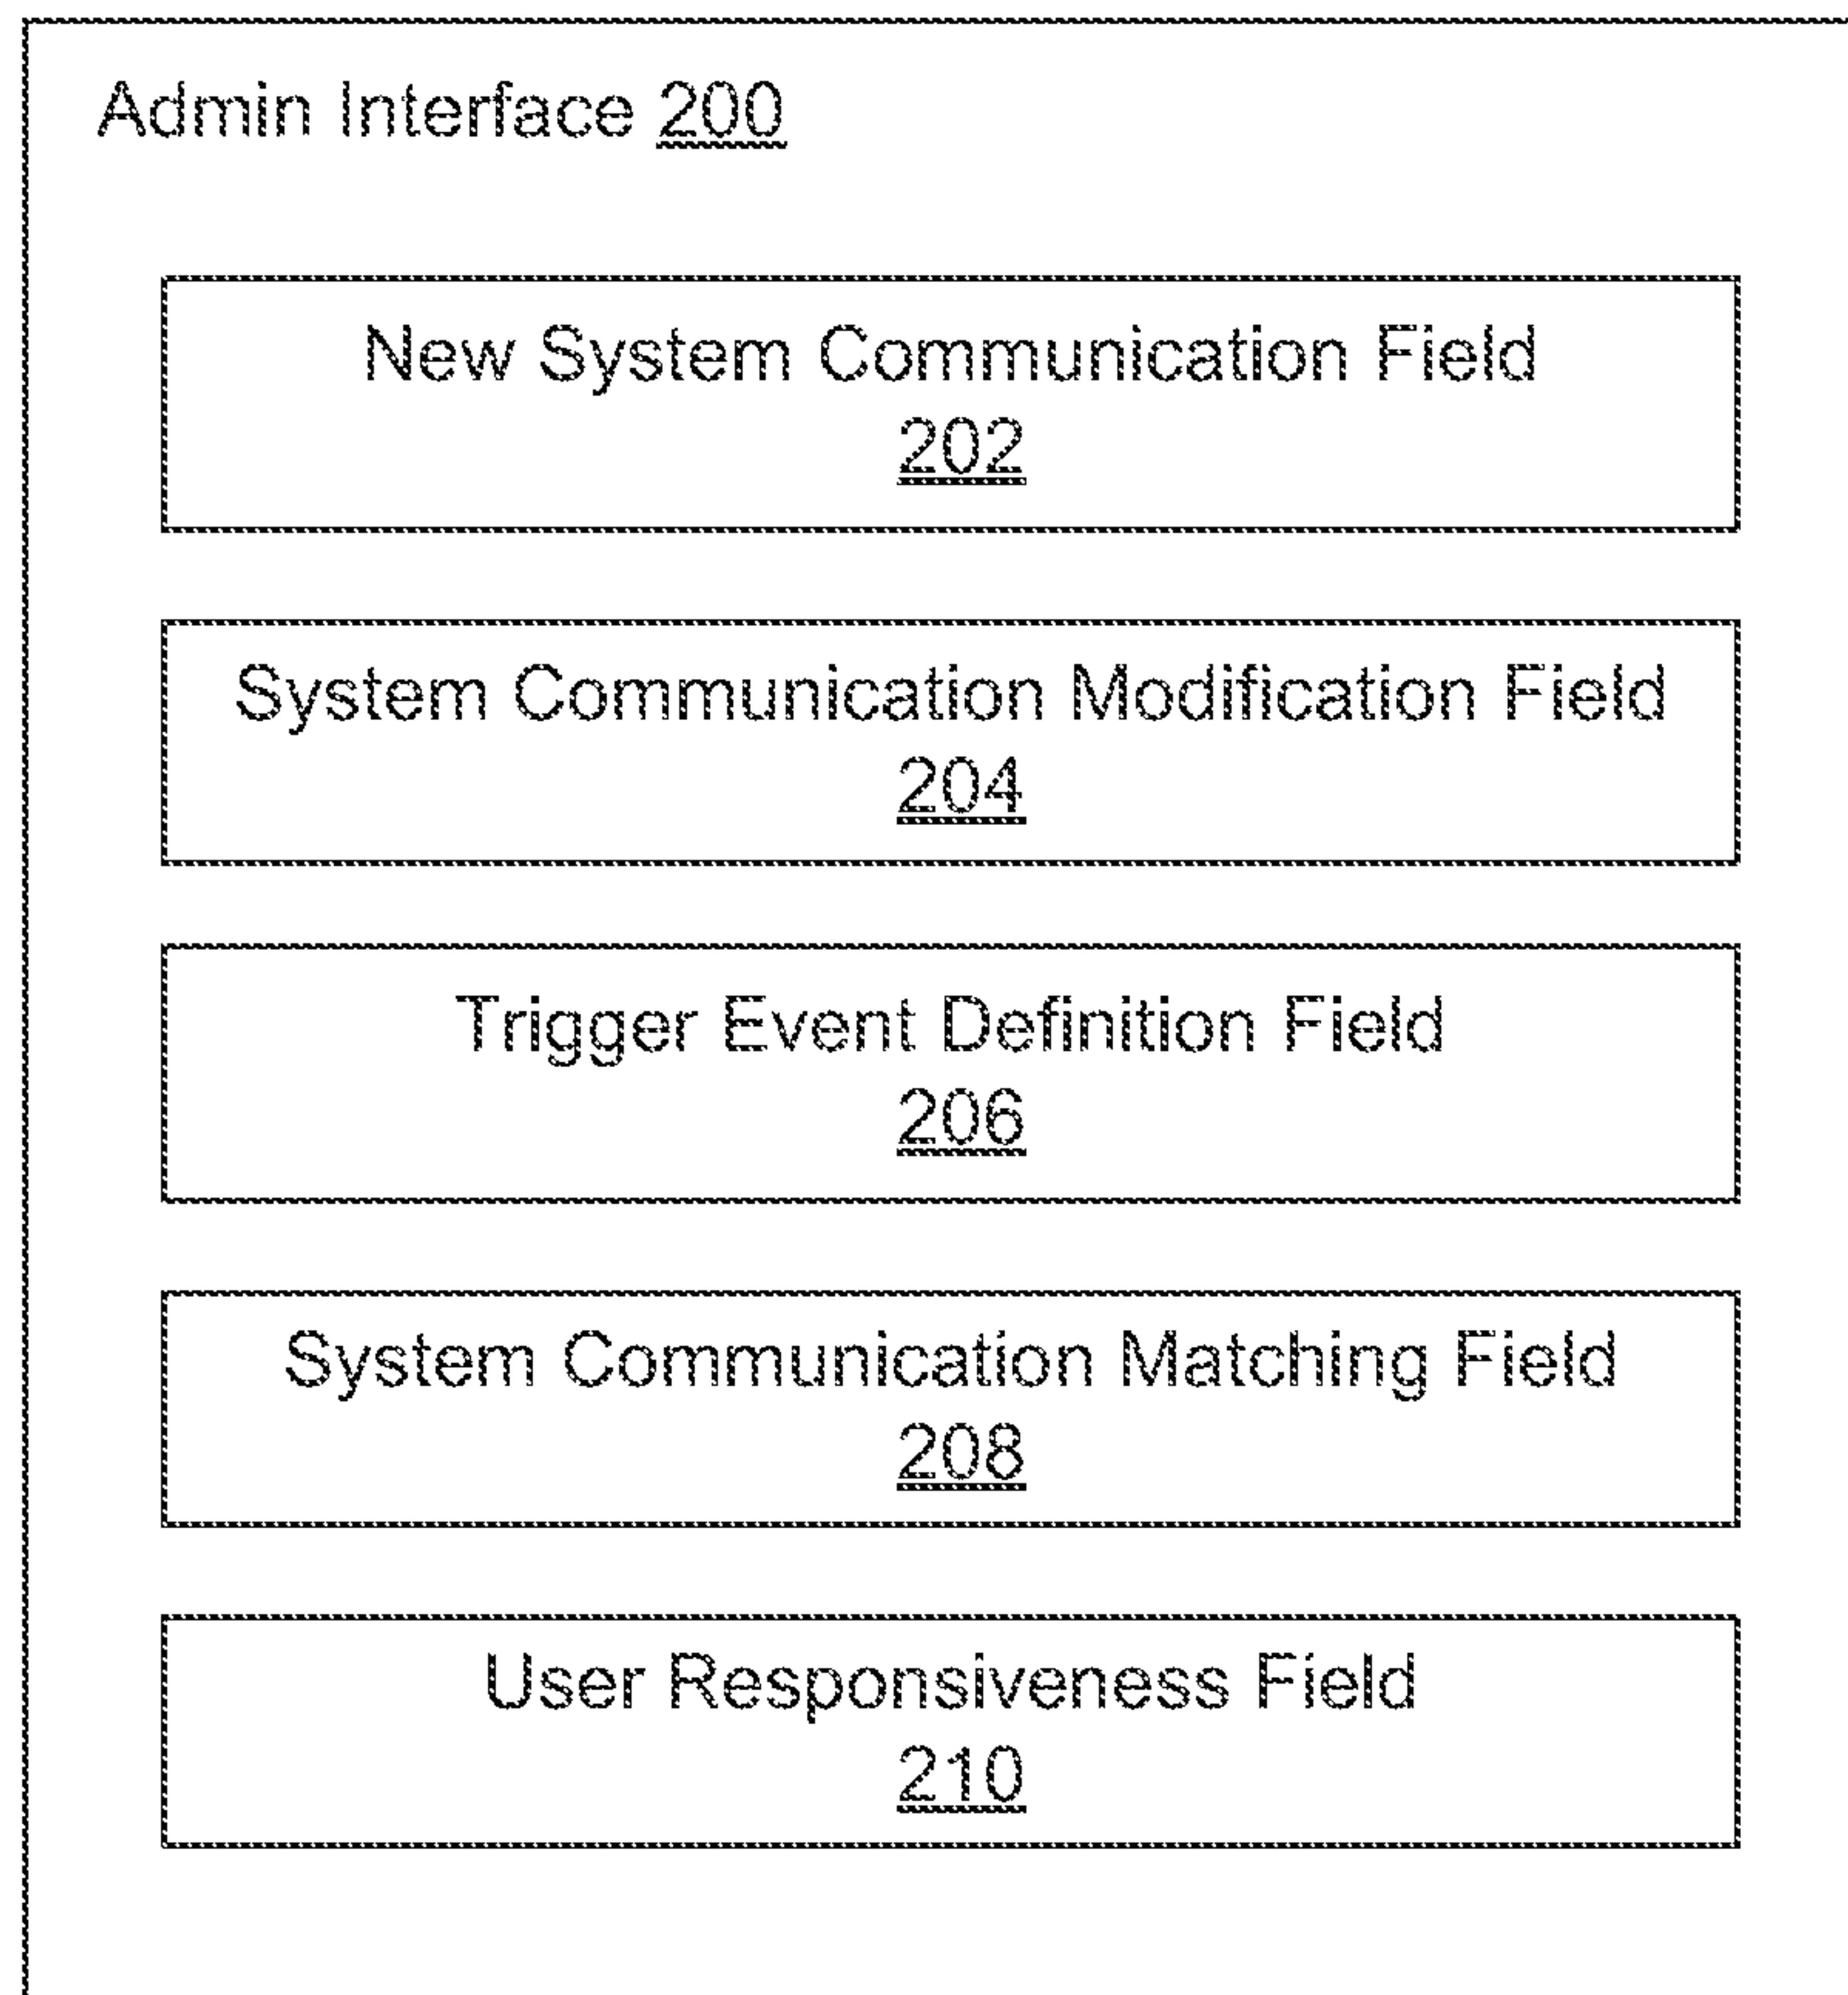 Admin Interface 200
New System Communication Field
202
System Communication Modification Field
204
Trigger Event Definition Field
206
System Communication Matching Field
208
User Responsiveness Field
210